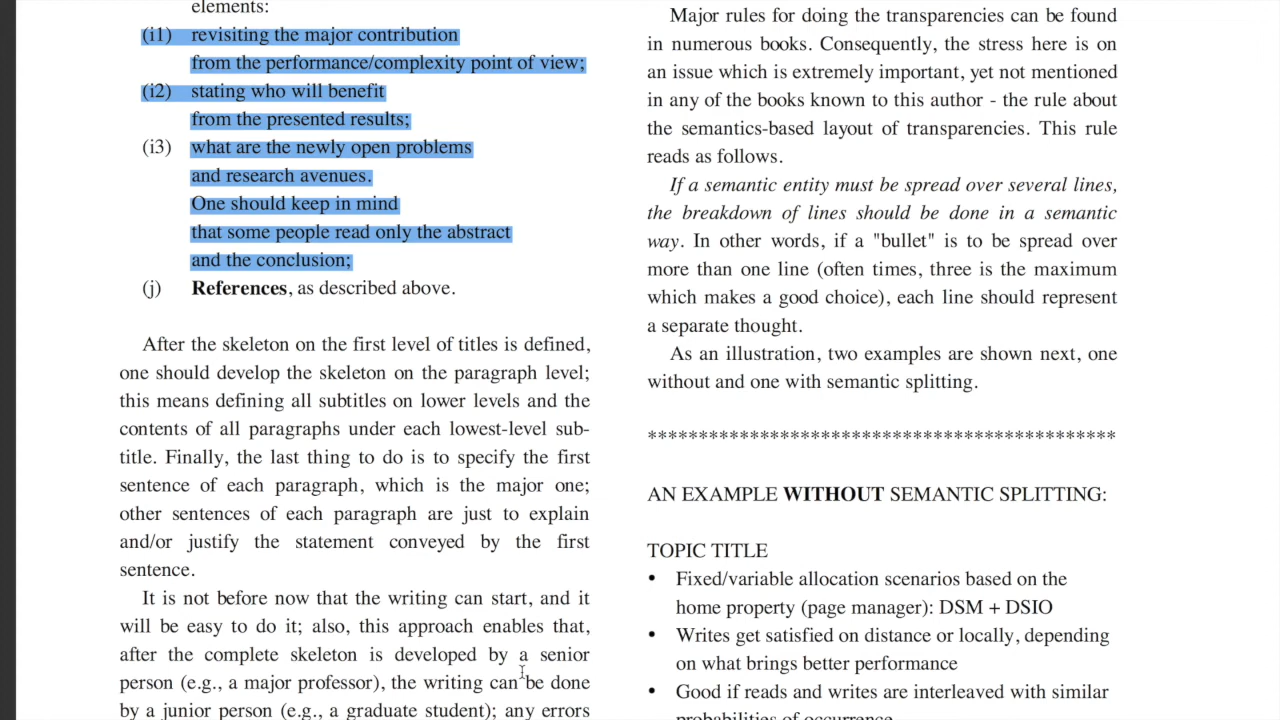 elements:
(i1) revisiting the major contribution
from the performance/complexity point of view;
(i2) stating who will benefit
from the presented results;
(i3) what are the newly open problems
and research avenues.
One should keep in mind
that some people read only the abstract
and the conclusion;
(j) References, as described above.
After the skeleton on the first level of titles is defined,
one should develop the skeleton on the paragraph level;
this means defining all subtitles on lower levels and the
contents of all paragraphs under each lowest-level sub-
title. Finally, the last thing to do is to specify the first
sentence of each paragraph, which is the major one;
other sentences of each paragraph are just to explain
and/or justify the statement conveyed by the first
sentence.
It is not before now that the writing can start, and it
will be easy to do it; also, this approach enables that,
after the complete skeleton is developed by a senior
person (e.g., a major professor), the writing can be done
by a junior person (e.g., a graduate student); any errors
Major rules for doing the transparencies can be found
in numerous books. Consequently, the stress here is on
an issue which is extremely important, yet not mentioned
in any of the books known to this author - the rule about
the semantics-based layout of transparencies. This rule
reads as follows.
If a semantic entity must be spread over several lines,
the breakdown of lines should be done in a semantic
way. In other words, if a "bullet" is to be spread over
more than one line (often times, three is the maximum
which makes a good choice), each line should represent
a separate thought.
As an illustration, two examples are shown next, one
without and one with semantic splitting.
**********************************************
AN EXAMPLE WITHOUT SEMANTIC SPLITTING:
TOPIC TITLE
• Fixed/variable allocation scenarios based on the
home property (page manager): DSM + DSIO
• Writes get satisfied on distance or locally, depending
on what brings better performance
• Good if reads and writes are interleaved with similar
probabilities of occurrence